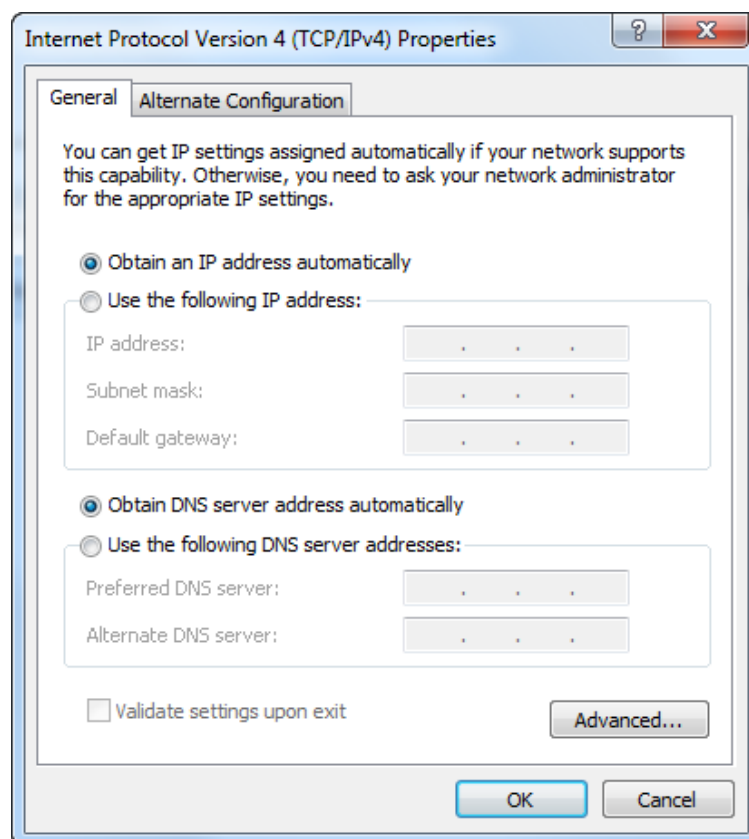 Internet Protocol Version 4 (TCP/IPv4) Properties
General
Alternate Configuration
You can get IP settings assigned automatically if your network supports
this capability. Otherwise, you need to ask your network administrator
for the appropriate IP settings.
Obtain an IP address automatically
Use the following IP address:
IP address: . . .
Subnet mask: . . .
Default gateway: . . .
Obtain DNS server address automatically
Use the following DNS server addresses:
Preferred DNS server: . . .
Alternate DNS server: . . .
Validate settings upon exit
Advanced...
OK
Cancel